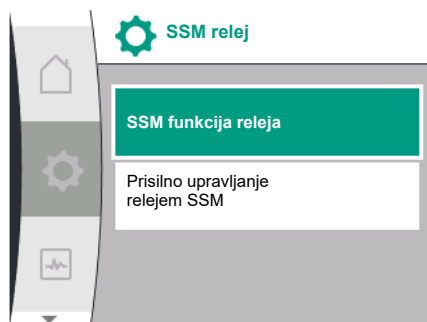 SSM relej
SSM funkcija releja
Prisilno upravljanje
relejem SSM